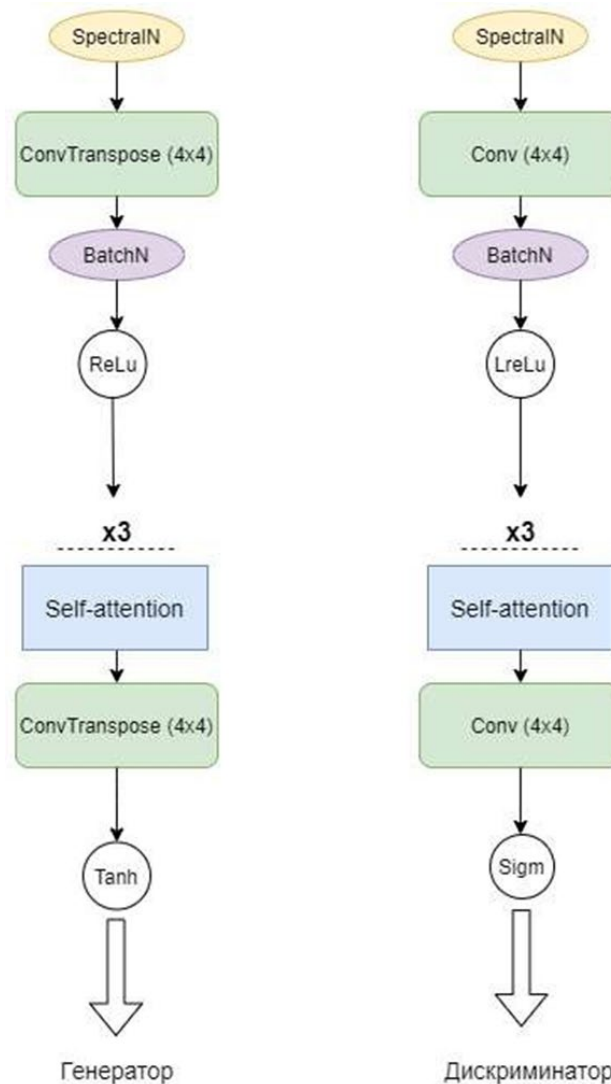 SpectralN
ConvTranspose (4x4)
BatchN
ReLu
x3
Self-attention
ConvTranspose (4x4)
Tanh
Генератор
SpectralN
Conv (4x4)
BatchN
LreLu
x3
Self-attention
Conv (4x4)
Sigm
Дискриминатор